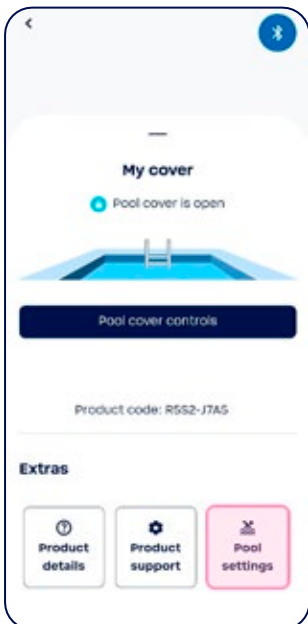 My cover
Pool cover is open
Pool cover controls
Product code: R5S2-J7AS
Extras
Product details
Product support
Pool settings